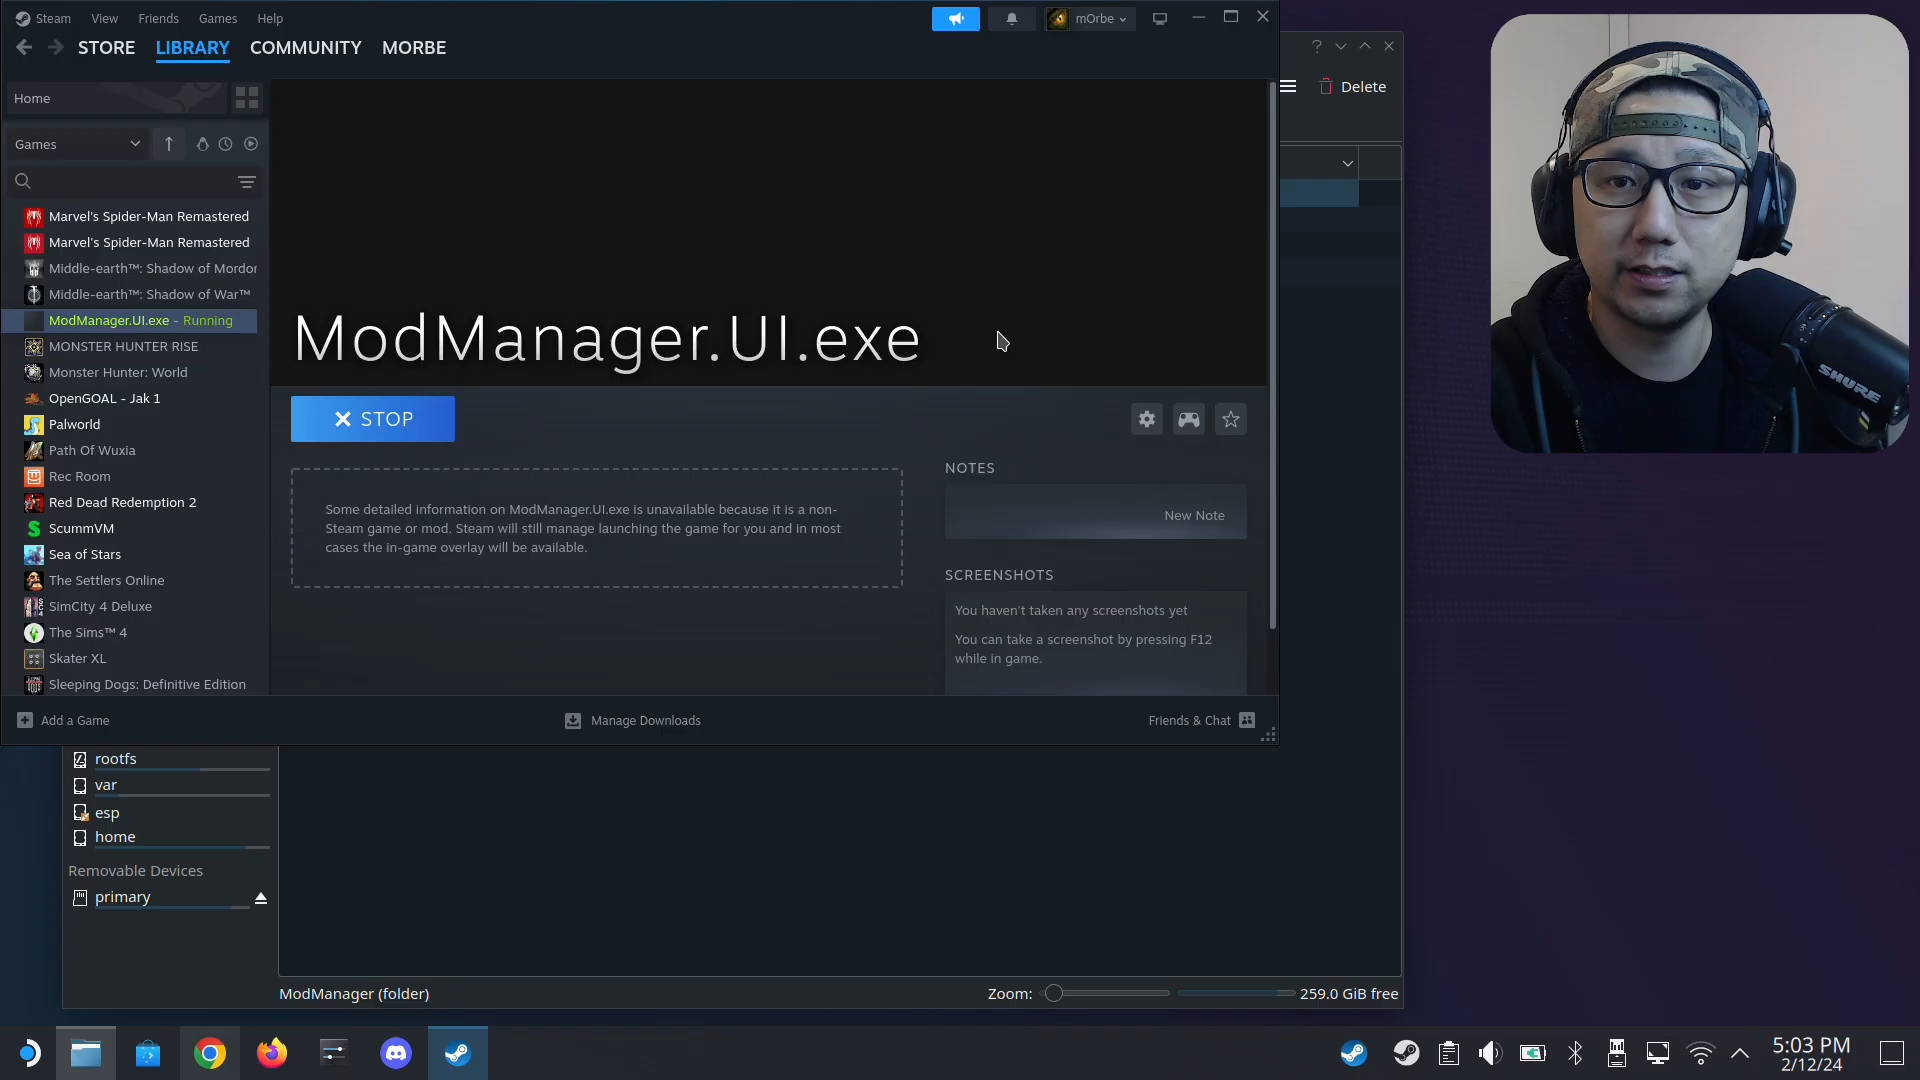 Steam View Friends Games Help
mOrbe
STORE LIBRARY COMMUNITY MORBE
Home
Games
Marvel's Spider-Man Remastered
Marvel's Spider-Man Remastered
Middle-earth™: Shadow of Mordor
Middle-earth™: Shadow of War™
ModManager.UI.exe - Running
MONSTER HUNTER RISE
Monster Hunter: World
OpenGOAL - Jak 1
Palworld
Path Of Wuxia
Rec Room
Red Dead Redemption 2
ScummVM
Sea of Stars
The Settlers Online
SimCity 4 Deluxe
The Sims™ 4
Skater XL
Sleeping Dogs: Definitive Edition
ModManager.UI.exe
STOP
Some detailed information on ModManager.UI.exe is unavailable because it is a non-
Steam game or mod. Steam will still manage launching the game for you and in most
cases the in-game overlay will be available.
NOTES
New Note
SCREENSHOTS
You haven't taken any screenshots yet
You can take a screenshot by pressing F12
while in game.
Add a Game
Manage Downloads
Friends & Chat
Delete
rootfs
var
esp
home
Removable Devices
primary
ModManager (folder)
Zoom:
259.0 GiB free
SHURE
5:03 PM
2/12/24